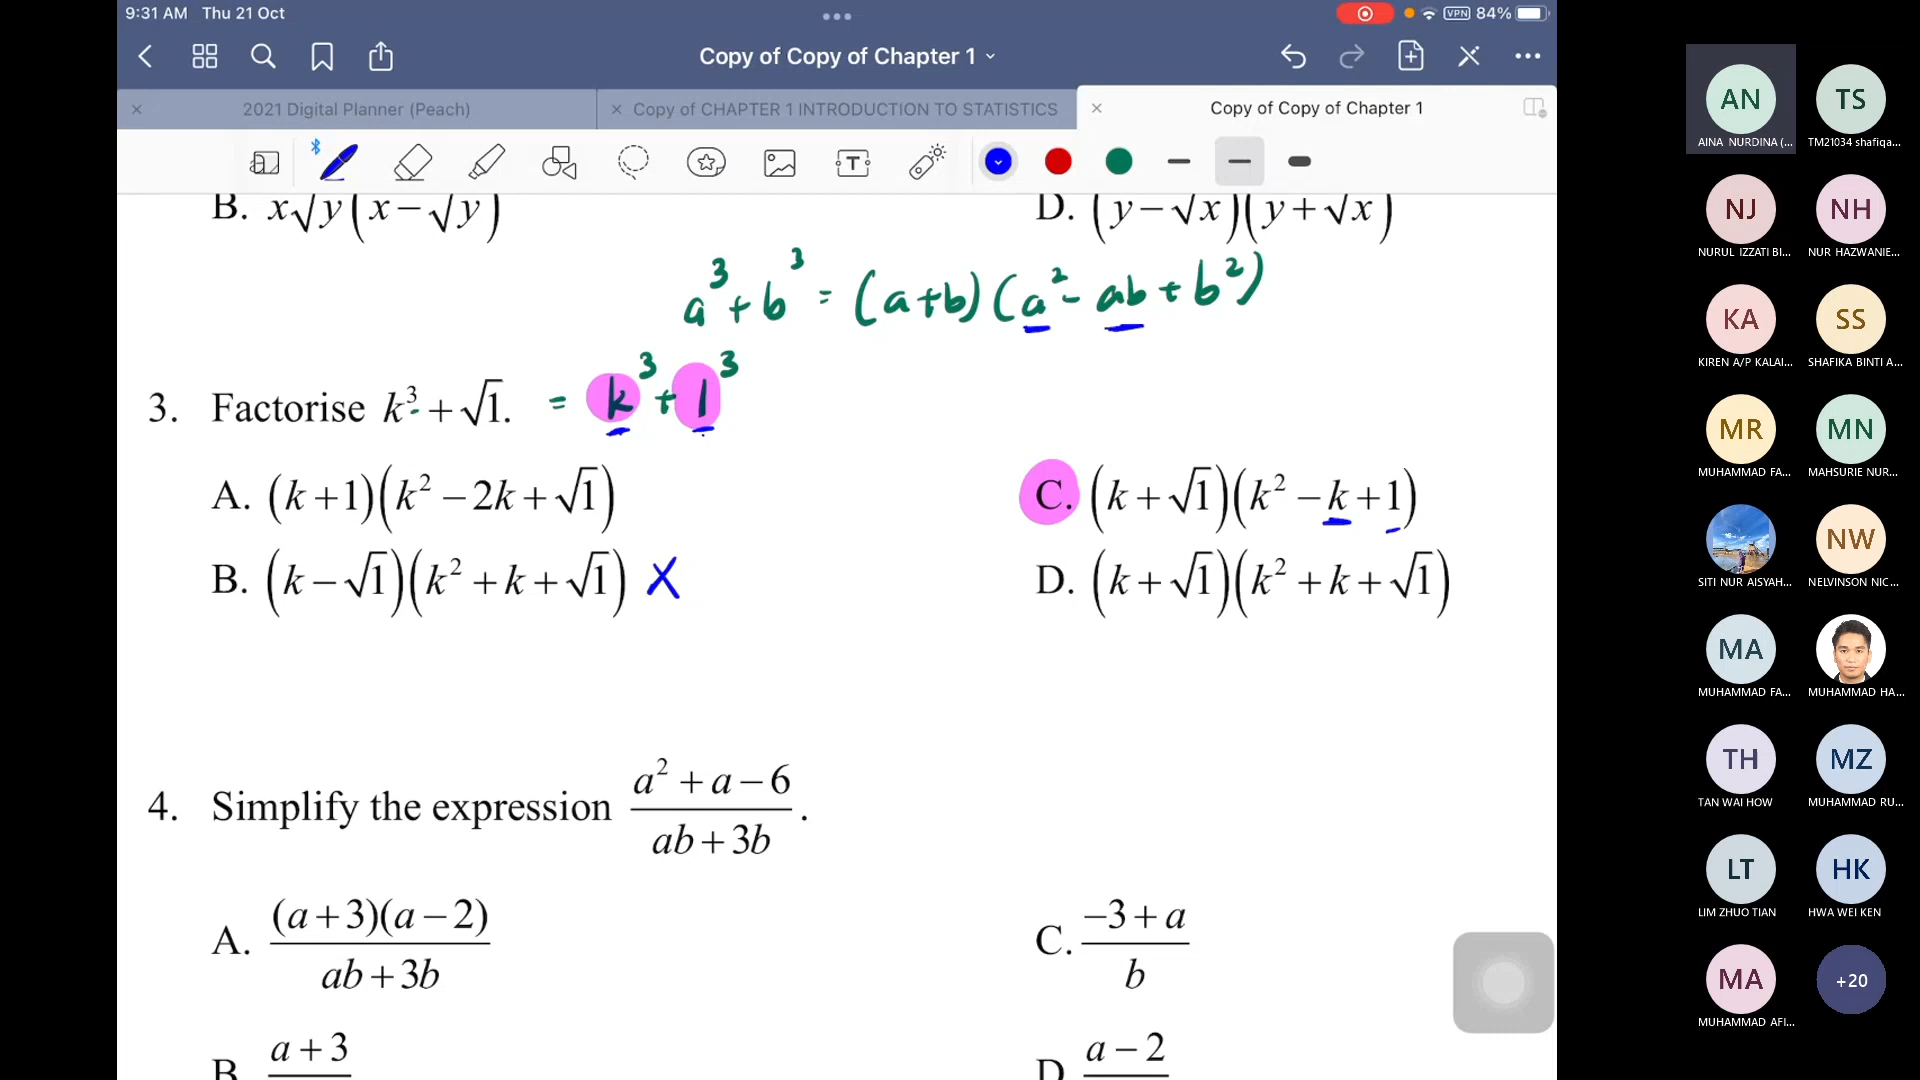 9:31 AM Thu 21 Oct
VPN 84%
Copy of Copy of Chapter 1
2021 Digital Planner (Peach)
Copy of CHAPTER 1 INTRODUCTION TO STATISTICS
Copy of Copy of Chapter 1
B. x√y(x−√y)
D. (y−√x)(y+√x)
a³ + b³ = (a+b)(a² - ab + b²)
3. Factorise k³ + √1. = k³ + 1³
A. (k+1)(k² − 2k + √1)
C. (k+√1)(k² − k + 1)
B. (k−√1)(k² + k + √1) X
D. (k+√1)(k² + k + √1)
4. Simplify the expression (a² + a − 6)/(ab + 3b).
A. (a+3)(a−2)/(ab+3b)
C. (−3+a)/b
B a+3
D a−2
AN
AINA NURDINA (...
TS
TM21034 shafiqa...
NJ
NURUL IZZATI BI...
NH
NUR HAZWANIE...
KA
KIREN A/P KALAI...
SS
SHAFIKA BINTI A...
MR
MUHAMMAD FA...
MN
MAHSURIE NUR...
SITI NUR AISYAH...
NW
NELVINSON NIC...
MA
MUHAMMAD FA...
MUHAMMAD HA...
TH
TAN WAI HOW
MZ
MUHAMMAD RU...
LT
LIM ZHUO TIAN
HK
HWA WEI KEN
MA
MUHAMMAD AFI...
+20